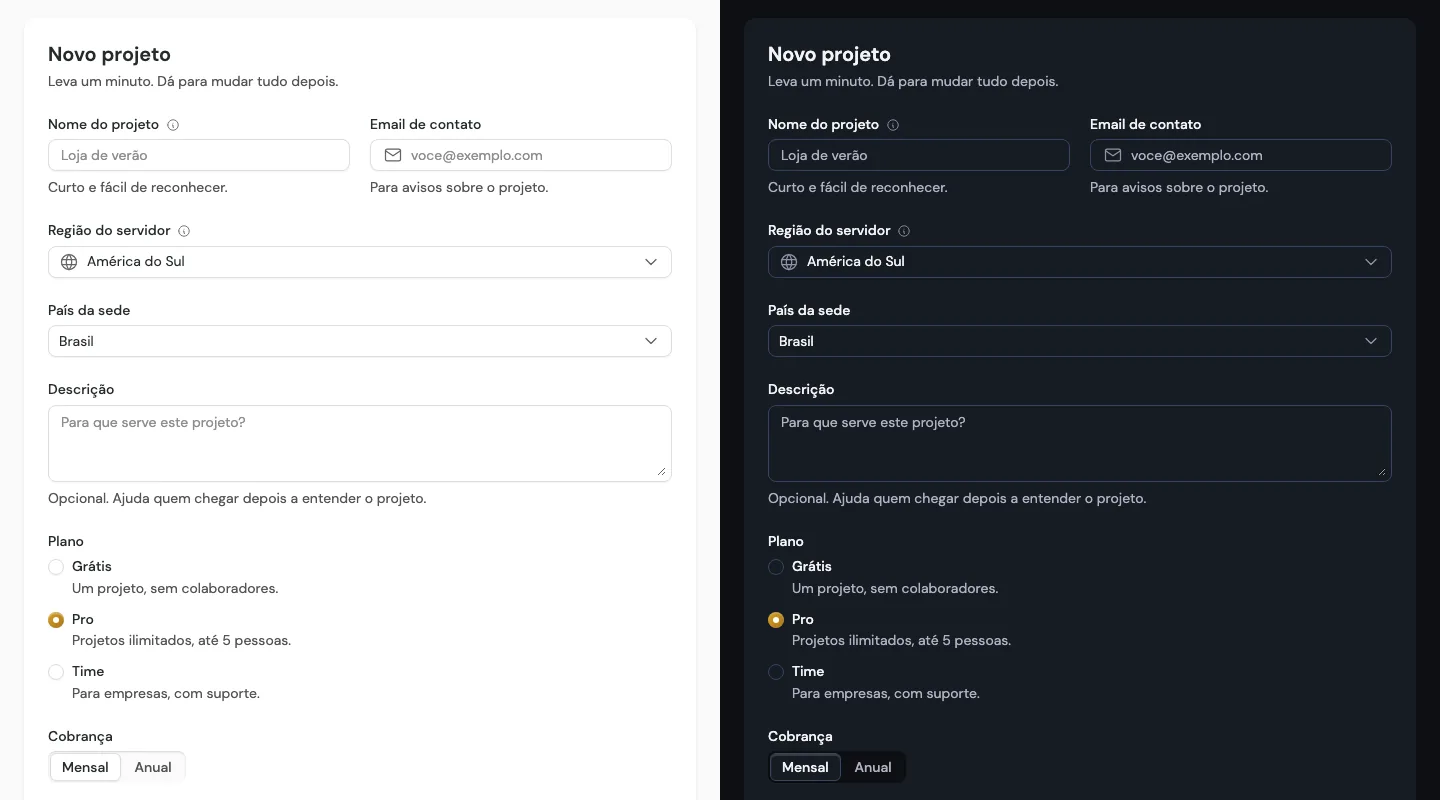 Novo projeto
Leva um minuto. Dá para mudar tudo depois.
Nome do projeto
Loja de verão
Curto e fácil de reconhecer.
Email de contato
voce@exemplo.com
Para avisos sobre o projeto.
Região do servidor
América do Sul
País da sede
Brasil
Descrição
Para que serve este projeto?
Opcional. Ajuda quem chegar depois a entender o projeto.
Plano
Grátis
Um projeto, sem colaboradores.
Pro
Projetos ilimitados, até 5 pessoas.
Time
Para empresas, com suporte.
Cobrança
Mensal Anual
Novo projeto
Leva um minuto. Dá para mudar tudo depois.
Nome do projeto
Loja de verão
Curto e fácil de reconhecer.
Email de contato
voce@exemplo.com
Para avisos sobre o projeto.
Região do servidor
América do Sul
País da sede
Brasil
Descrição
Para que serve este projeto?
Opcional. Ajuda quem chegar depois a entender o projeto.
Plano
Grátis
Um projeto, sem colaboradores.
Pro
Projetos ilimitados, até 5 pessoas.
Time
Para empresas, com suporte.
Cobrança
Mensal Anual